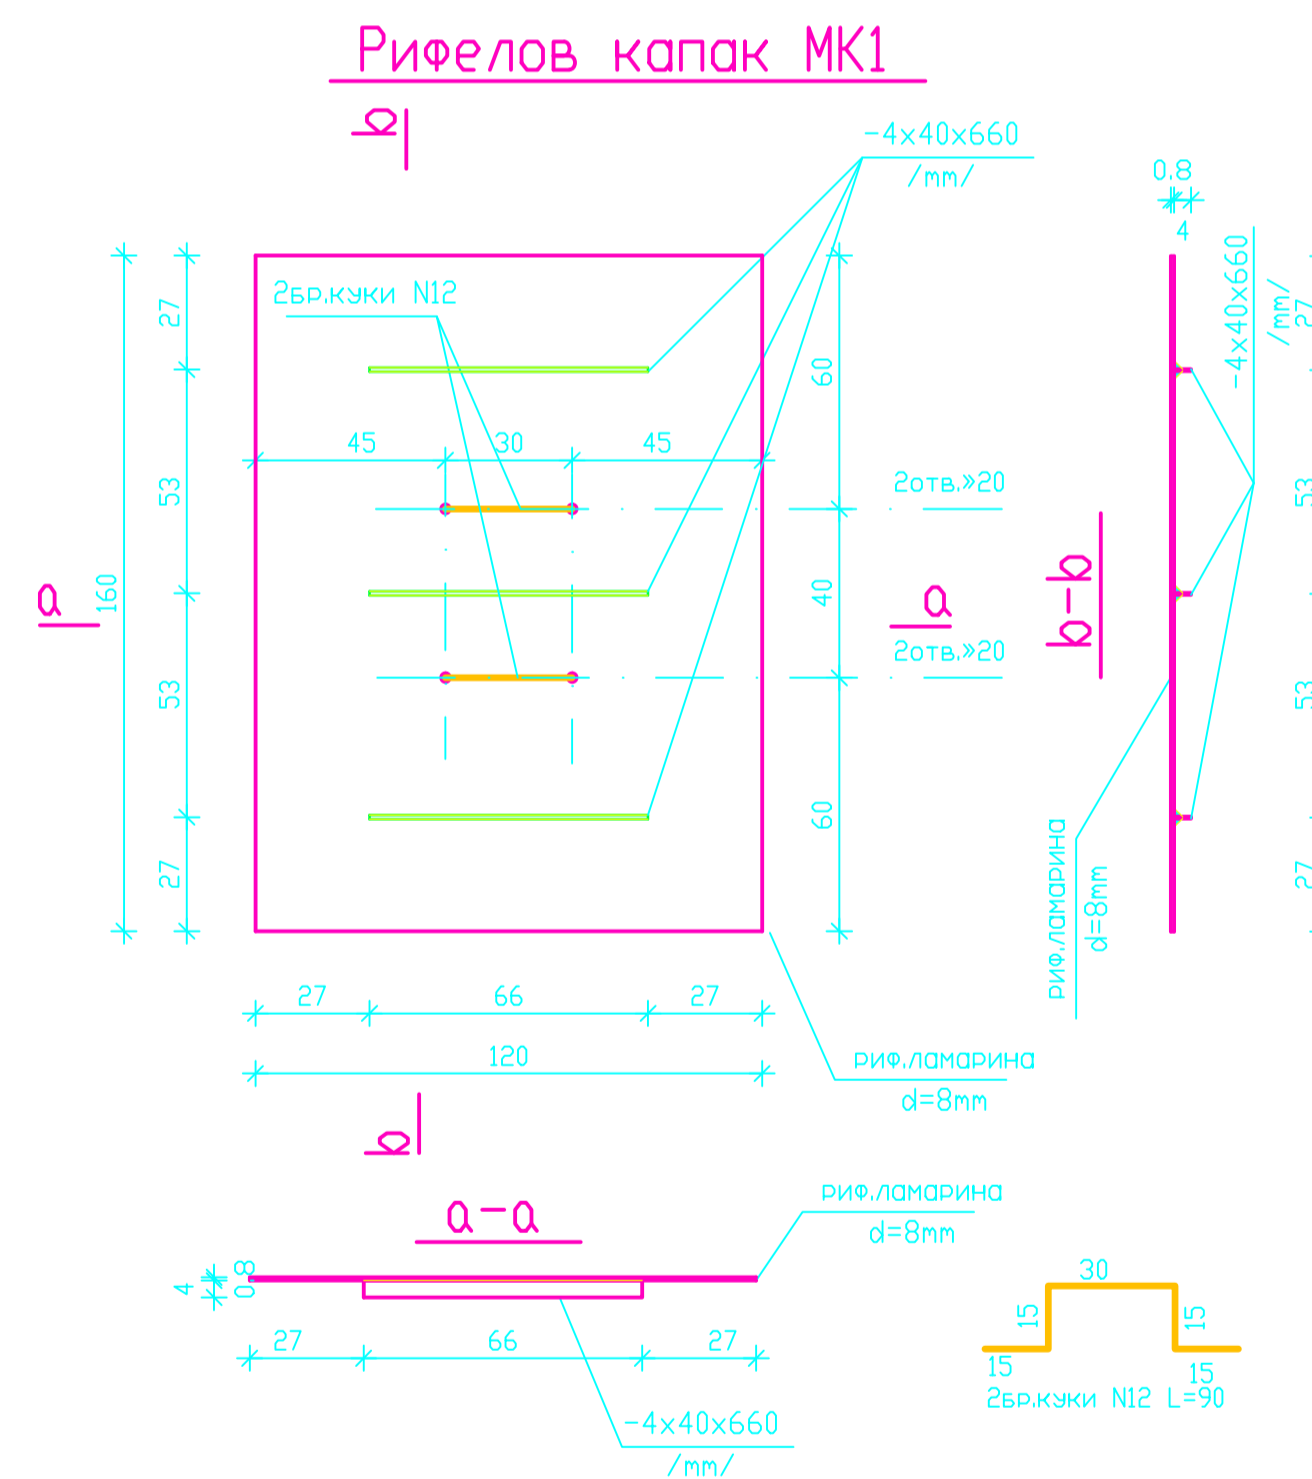 Рифелов капак МК1
b
-4x40x660
/mm/
0.8
4
-4x40x660
/mm/
2бр.куки N12
27
60
27
45
30
45
53
2отв.»20
53
160
a
40
a
b-b
2отв.»20
53
53
60
27
27
риф.ламарина
d=8mm
27
66
27
120
риф.ламарина
d=8mm
b
a-a
риф.ламарина
d=8mm
4
0.8
27
66
27
-4x40x660
/mm/
30
15
15
15
15
2бр.куки N12 L=90